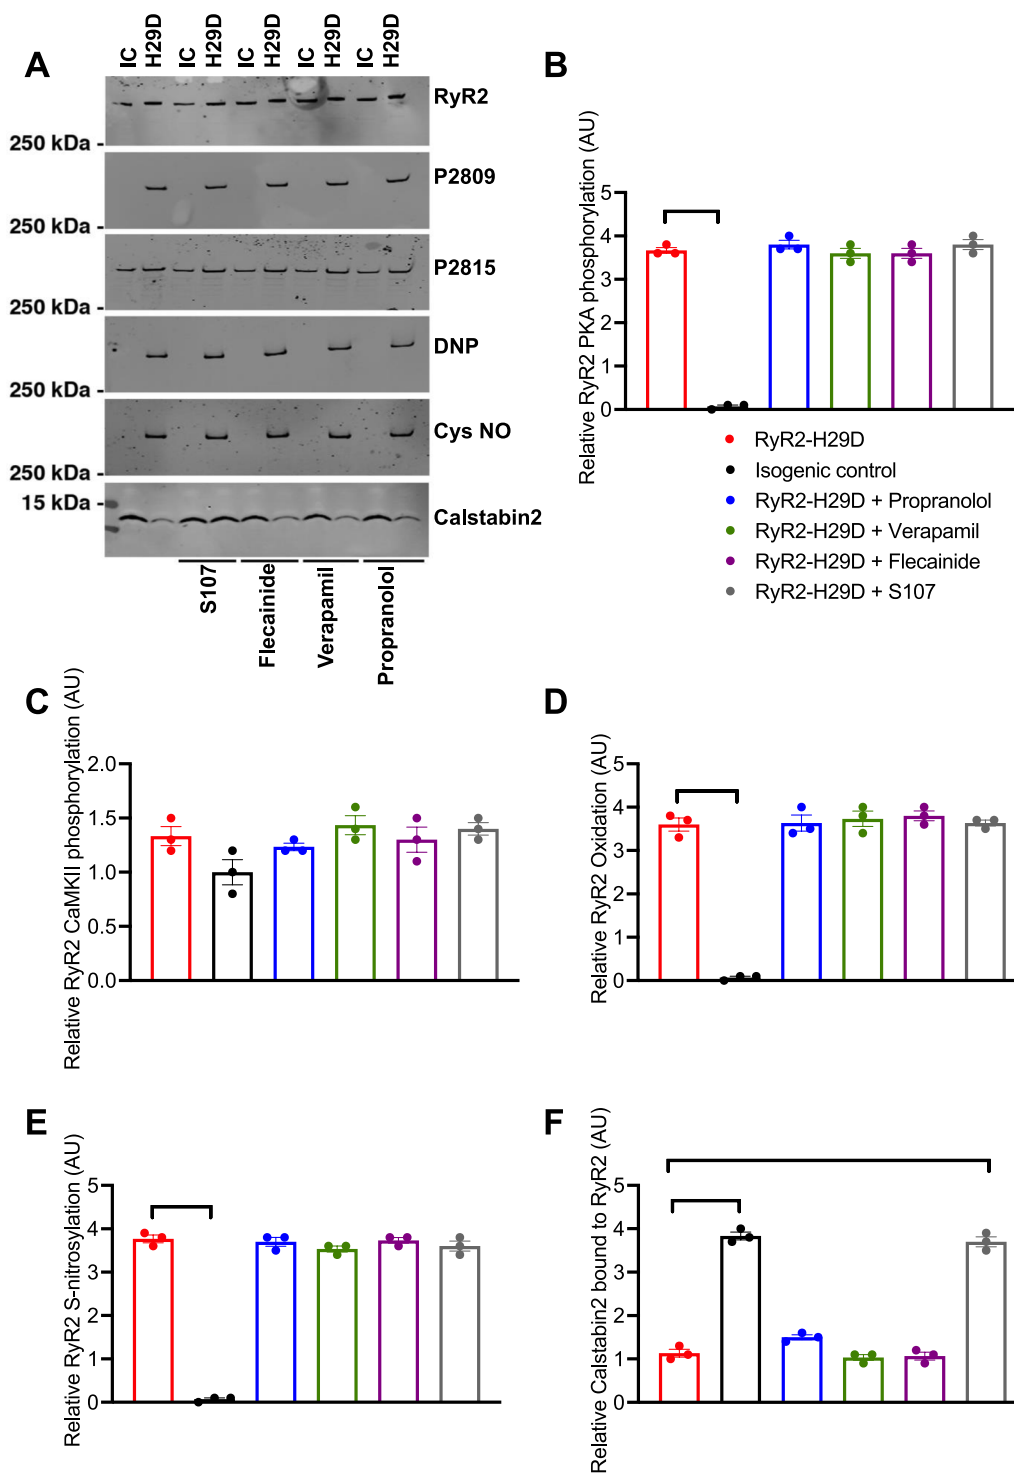 A
IC
H29D
IC
H29D
IC
H29D
IC
H29D
IC
H29D
RyR2
250 kDa -
P2809
250 kDa -
P2815
250 kDa -
DNP
250 kDa -
Cys NO
250 kDa -
15 kDa -
Calstabin2
S107
Flecainide
Verapamil
Propranolol
B
Relative RyR2 PKA phosphorylation (AU)
5
4
3
2
1
0
RyR2-H29D
Isogenic control
RyR2-H29D + Propranolol
RyR2-H29D + Verapamil
RyR2-H29D + Flecainide
RyR2-H29D + S107
C
Relative RyR2 CaMKII phosphorylation (AU)
2.0
1.5
1.0
0.5
0.0
D
Relative RyR2 Oxidation (AU)
5
4
3
2
1
0
E
Relative RyR2 S-nitrosylation (AU)
5
4
3
2
1
0
F
Relative Calstabin2 bound to RyR2 (AU)
5
4
3
2
1
0